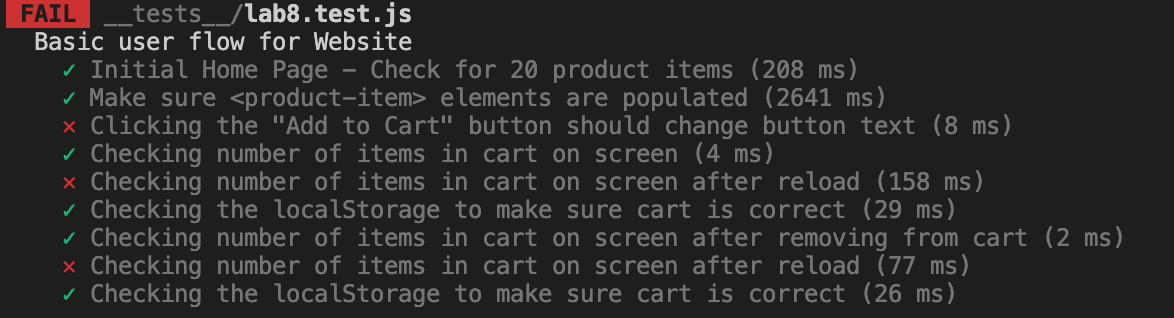 FAIL __tests__/lab8.test.js
Basic user flow for Website
✓ Initial Home Page – Check for 20 product items (208 ms)
✓ Make sure <product-item> elements are populated (2641 ms)
✕ Clicking the "Add to Cart" button should change button text (8 ms)
✓ Checking number of items in cart on screen (4 ms)
✕ Checking number of items in cart on screen after reload (158 ms)
✓ Checking the localStorage to make sure cart is correct (29 ms)
✓ Checking number of items in cart on screen after removing from cart (2 ms)
✕ Checking number of items in cart on screen after reload (77 ms)
✓ Checking the localStorage to make sure cart is correct (26 ms)